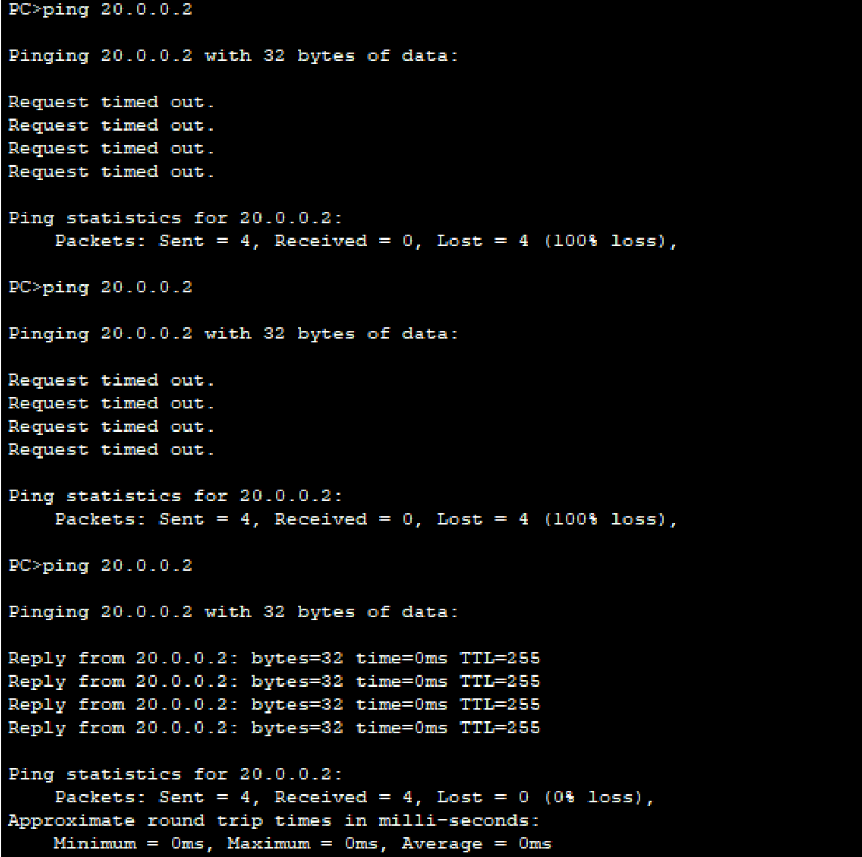 PC>ping 20.0.0.2
Pinging 20.0.0.2 with 32 bytes of data:
Request timed out.
Request timed out.
Request timed out.
Request timed out.
Ping statistics for 20.0.0.2:
    Packets: Sent = 4, Received = 0, Lost = 4 (100% loss),
PC>ping 20.0.0.2
Pinging 20.0.0.2 with 32 bytes of data:
Request timed out.
Request timed out.
Request timed out.
Request timed out.
Ping statistics for 20.0.0.2:
    Packets: Sent = 4, Received = 0, Lost = 4 (100% loss),
PC>ping 20.0.0.2
Pinging 20.0.0.2 with 32 bytes of data:
Reply from 20.0.0.2: bytes=32 time=0ms TTL=255
Reply from 20.0.0.2: bytes=32 time=0ms TTL=255
Reply from 20.0.0.2: bytes=32 time=0ms TTL=255
Reply from 20.0.0.2: bytes=32 time=0ms TTL=255
Ping statistics for 20.0.0.2:
    Packets: Sent = 4, Received = 4, Lost = 0 (0% loss),
Approximate round trip times in milli-seconds:
    Minimum = 0ms, Maximum = 0ms, Average = 0ms